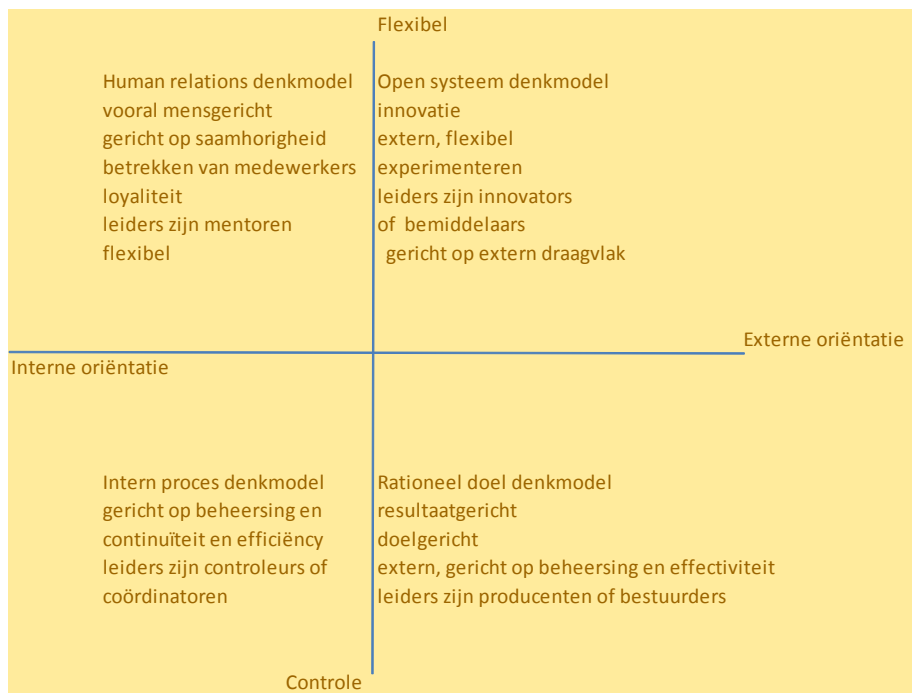 Flexibel
Human relations denkmodel
vooral mensgericht
gericht op saamhorigheid
betrekken van medewerkers
loyaliteit
leiders zijn mentoren
flexibel
Open systeem denkmodel
innovatie
extern, flexibel
experimenteren
leiders zijn innovators
of bemiddelaars
gericht op extern draagvlak
Externe oriëntatie
Interne oriëntatie
Intern proces denkmodel
gericht op beheersing en
continuïteit en efficiëncy
leiders zijn controleurs of
coördinatoren
Rationeel doel denkmodel
resultaatgericht
doelgericht
extern, gericht op beheersing en effectiviteit
leiders zijn producenten of bestuurders
Controle